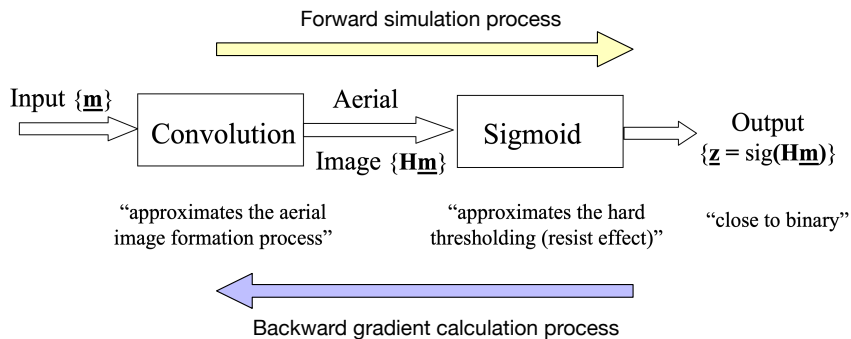 Forward simulation process
Input {m}
Convolution
Aerial
Image {Hm}
Sigmoid
Output
{z = sig(Hm)}
“approximates the aerial
image formation process”
“approximates the hard
thresholding (resist effect)”
“close to binary”
Backward gradient calculation process